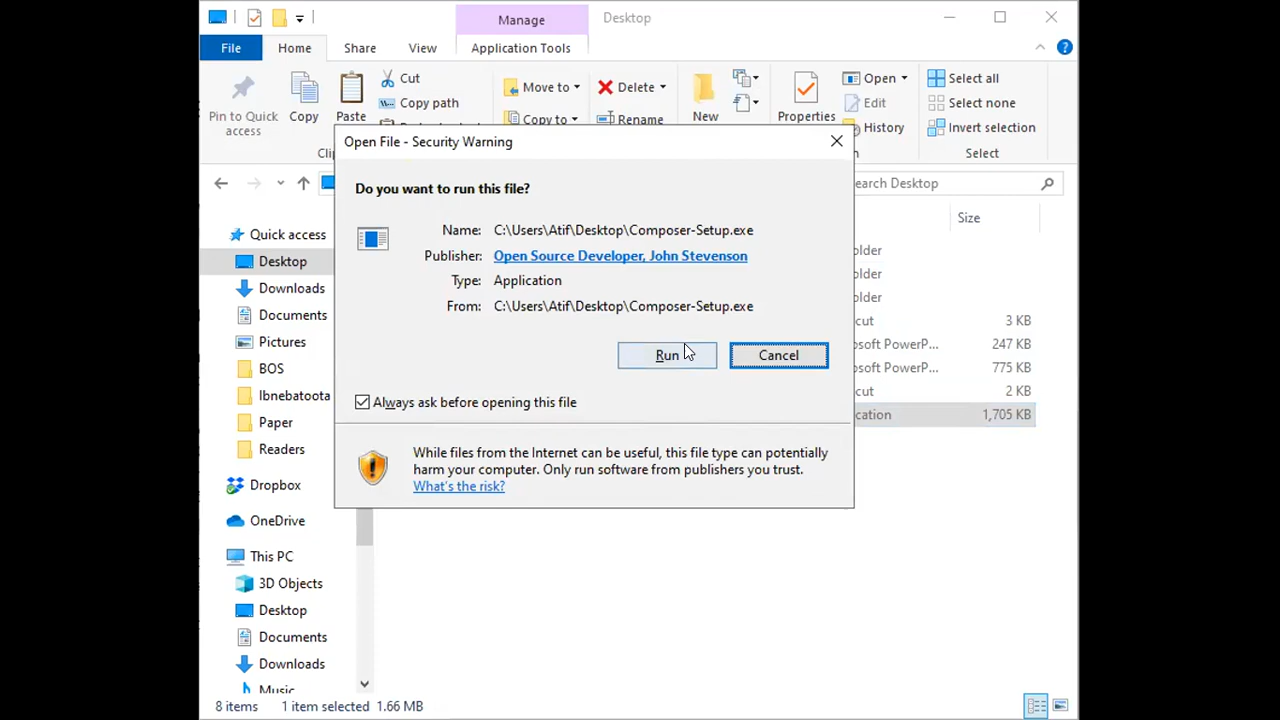 Manage
Desktop
File
Home
Share
View
Application Tools
Pin to Quick access
Copy
Paste
Cut
Copy path
Move to
Copy to
Delete
Rename
New
Properties
Open
Edit
History
Select all
Select none
Invert selection
Select
Open File - Security Warning
Do you want to run this file?
Name: C:\Users\Atif\Desktop\Composer-Setup.exe
Publisher: Open Source Developer, John Stevenson
Type: Application
From: C:\Users\Atif\Desktop\Composer-Setup.exe
Run
Cancel
Always ask before opening this file
While files from the Internet can be useful, this file type can potentially
harm your computer. Only run software from publishers you trust.
What's the risk?
earch Desktop
Size
older
older
older
cut 3 KB
osoft PowerP... 247 KB
osoft PowerP... 775 KB
cut 2 KB
ication 1,705 KB
Quick access
Desktop
Downloads
Documents
Pictures
BOS
Ibnebatoota
Paper
Readers
Dropbox
OneDrive
This PC
3D Objects
Desktop
Documents
Downloads
Music
8 items 1 item selected 1.66 MB